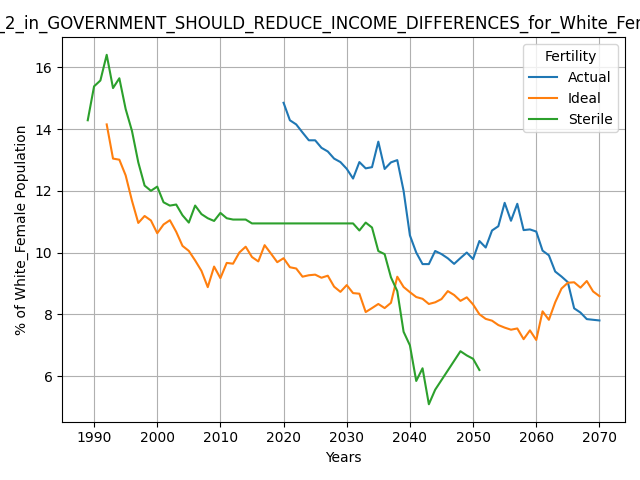 _2_in_GOVERNMENT_SHOULD_REDUCE_INCOME_DIFFERENCES_for_White_Fem
Fertility
Actual
Ideal
Sterile
% of White_Female Population
16
14
12
10
8
6
1990 2000 2010 2020 2030 2040 2050 2060 2070
Years